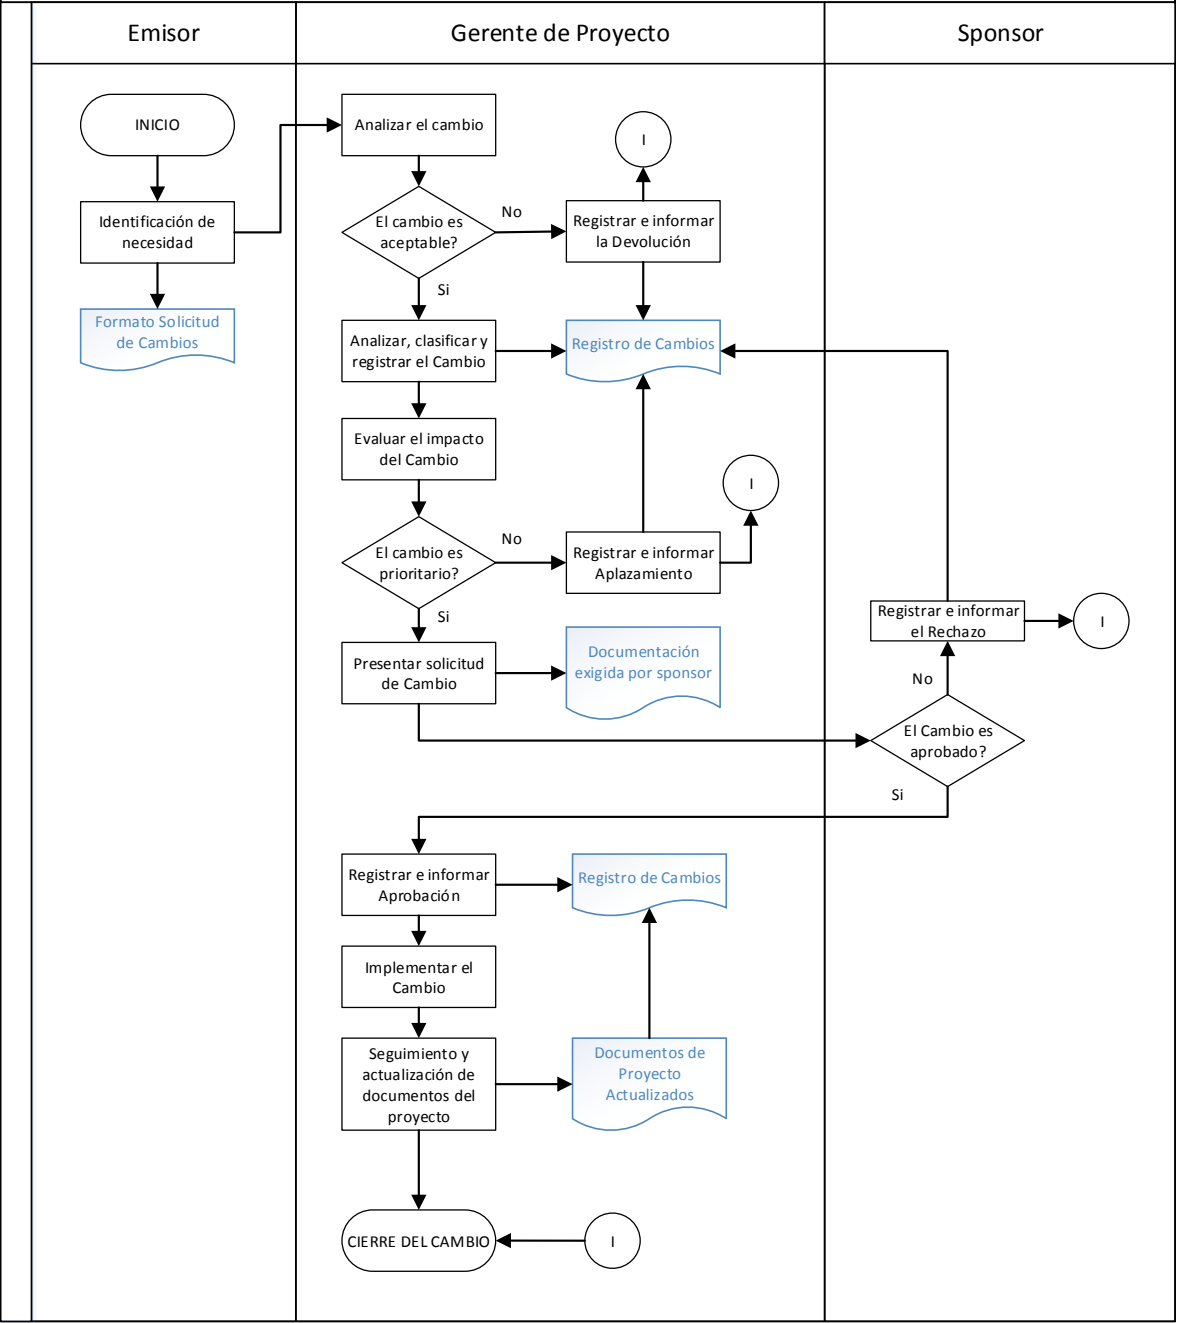 Emisor
Gerente de Proyecto
Sponsor
INICIO
Analizar el cambio
I
Identificación de
necesidad
El cambio es
aceptable?
No
Registrar e informar
la Devolución
Si
Formato Solicitud
de Cambios
Analizar, clasificar y
registrar el Cambio
Registro de Cambios
Evaluar el impacto
del Cambio
I
El cambio es
prioritario?
No
Registrar e informar
Aplazamiento
Si
Registrar e informar
el Rechazo
I
Presentar solicitud
de Cambio
Documentación
exigida por sponsor
No
El Cambio es
aprobado?
Si
Registrar e informar
Aprobación
Registro de Cambios
Implementar el
Cambio
Seguimiento y
actualización de
documentos del
proyecto
Documentos de
Proyecto
Actualizados
CIERRE DEL CAMBIO
I